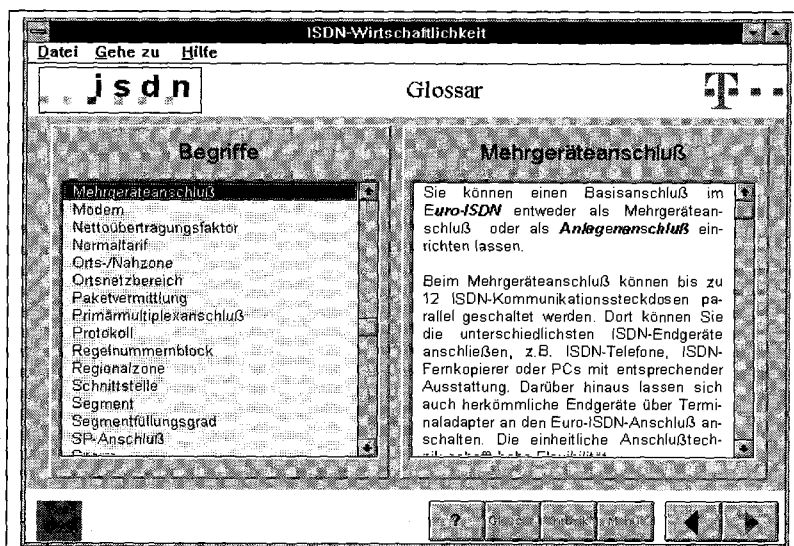 ISDN-Wirtschaftlichkeit
Datei Gehe zu Hilfe
isdn
Glossar
T
Begriffe
Mehrgeräteanschluß
Modem
Nettoübertragungsfaktor
Normaltarif
Orts-/Nahzone
Ortsnetzbereich
Paketvermittlung
Primärmultiplexanschluß
Protokoll
Regelnummernblock
Regionalzone
Schnittstelle
Segment
Segmentfüllungsgrad
SP-Anschluß
Mehrgeräteanschluß
Sie können einen Basisanschluß im
Euro-ISDN entweder als Mehrgerätean-
schluß oder als Anlagenanschluß ein-
richten lassen.
Beim Mehrgeräteanschluß können bis zu
12 ISDN-Kommunikationssteckdosen pa-
rallel geschaltet werden. Dort können Sie
die unterschiedlichsten ISDN-Endgeräte
anschließen, z.B. ISDN-Telefone, ISDN-
Fernkopierer oder PCs mit entsprechender
Ausstattung. Darüber hinaus lassen sich
auch herkömmliche Endgeräte über Termi-
naladapter an den Euro-ISDN-Anschluß an-
schalten. Die einheitliche Anschlußtech-
?